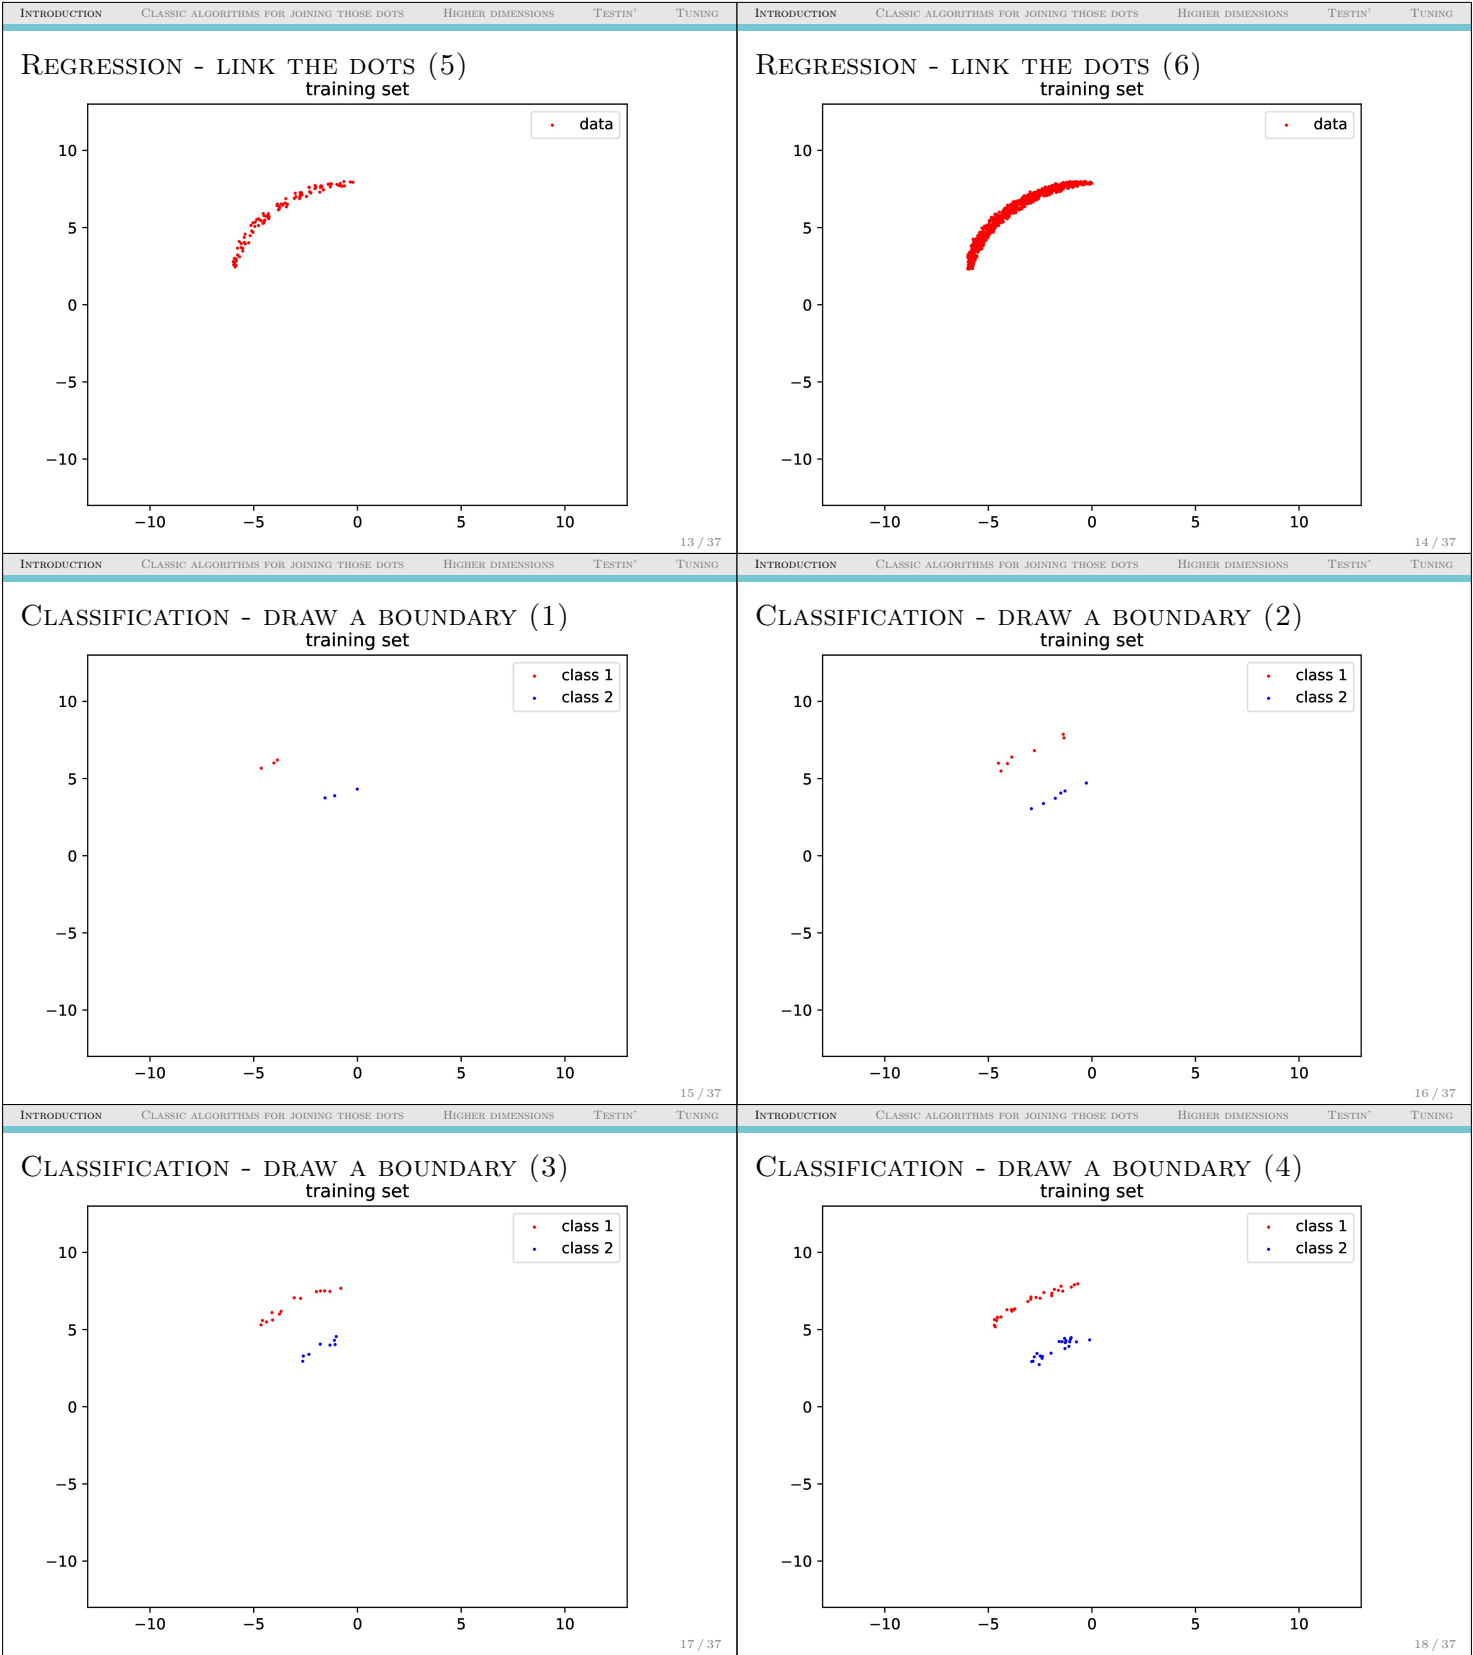 Introduction Classic algorithms for joining those dots Higher dimensions Testin' Tuning
Regression - link the dots (5)
training set
data
10
5
0
−5
−10
−10 −5 0 5 10
13 / 37
Introduction Classic algorithms for joining those dots Higher dimensions Testin' Tuning
Regression - link the dots (6)
training set
data
10
5
0
−5
−10
−10 −5 0 5 10
14 / 37
Introduction Classic algorithms for joining those dots Higher dimensions Testin' Tuning
Classification - draw a boundary (1)
training set
class 1
class 2
10
5
0
−5
−10
−10 −5 0 5 10
15 / 37
Introduction Classic algorithms for joining those dots Higher dimensions Testin' Tuning
Classification - draw a boundary (2)
training set
class 1
class 2
10
5
0
−5
−10
−10 −5 0 5 10
16 / 37
Introduction Classic algorithms for joining those dots Higher dimensions Testin' Tuning
Classification - draw a boundary (3)
training set
class 1
class 2
10
5
0
−5
−10
−10 −5 0 5 10
17 / 37
Introduction Classic algorithms for joining those dots Higher dimensions Testin' Tuning
Classification - draw a boundary (4)
training set
class 1
class 2
10
5
0
−5
−10
−10 −5 0 5 10
18 / 37